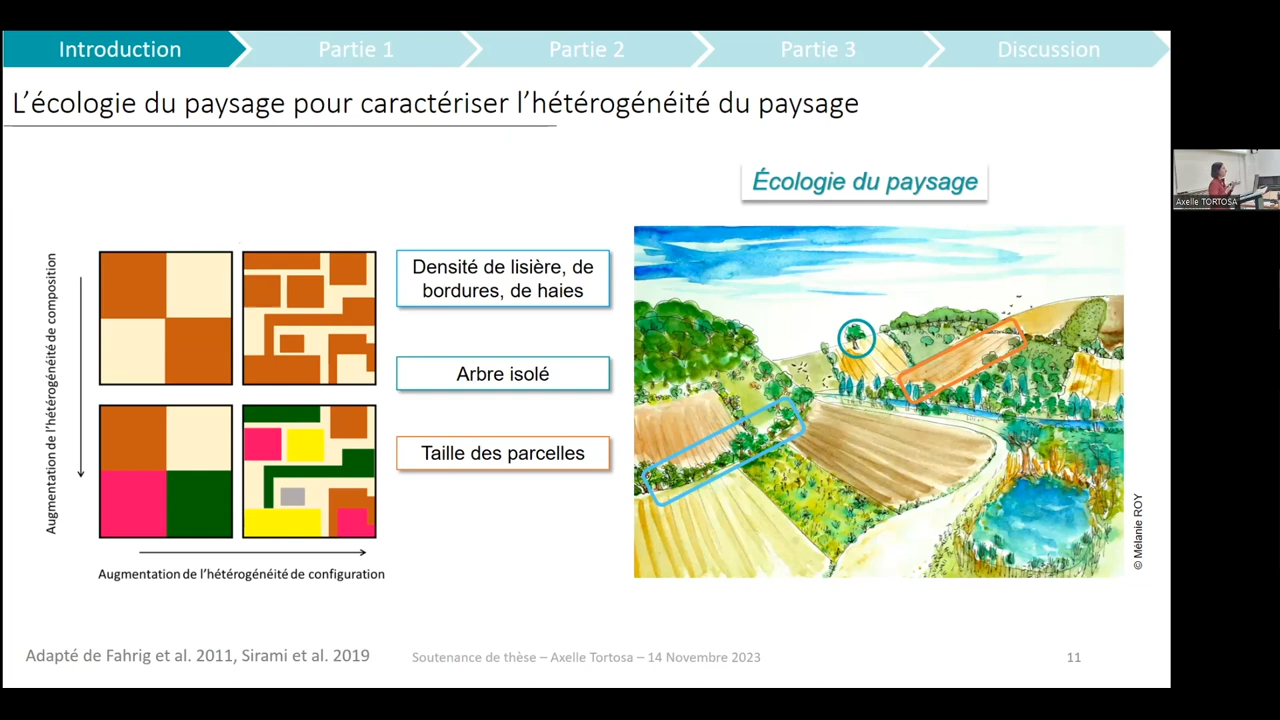 Introduction
Partie 1
Partie 2
Partie 3
Discussion
L'écologie du paysage pour caractériser l'hétérogénéité du paysage
Écologie du paysage
Augmentation de l'hétérogénéité de composition
Densité de lisière, de
bordures, de haies
Arbre isolé
Taille des parcelles
Augmentation de l'hétérogénéité de configuration
© Mélanie ROY
Axelle TORTOSA
Adapté de Fahrig et al. 2011, Sirami et al. 2019
Soutenance de thèse – Axelle Tortosa – 14 Novembre 2023
11